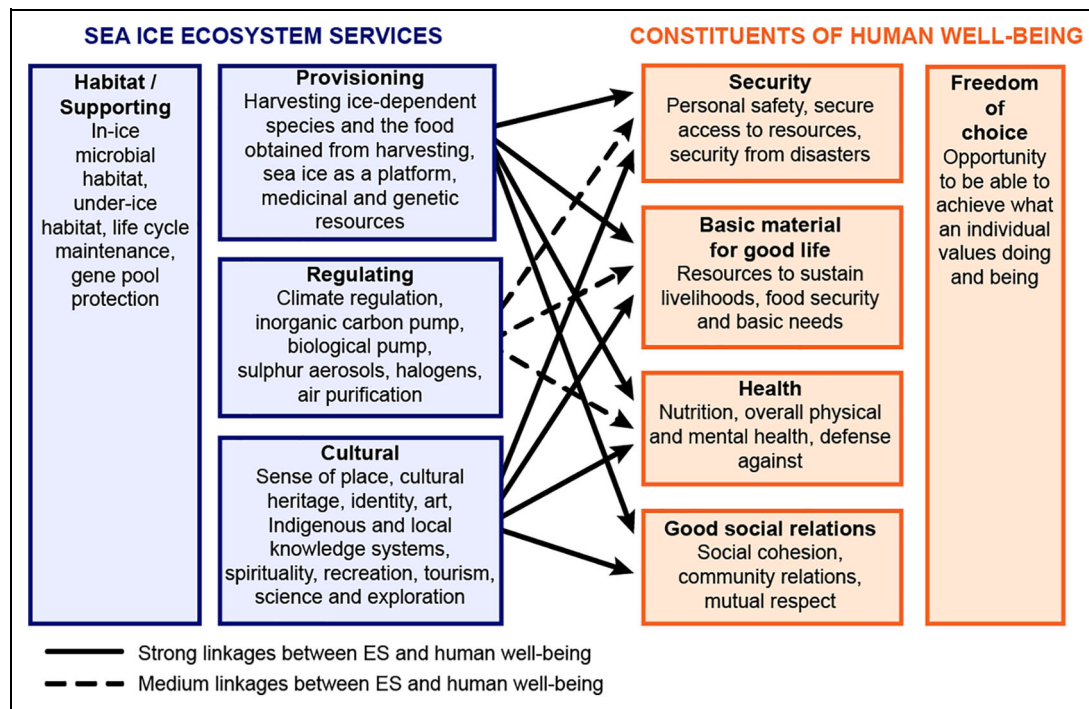 SEA ICE ECOSYSTEM SERVICES
Habitat /
Supporting
In-ice
microbial
habitat,
under-ice
habitat, life cycle
maintenance,
gene pool
protection
Provisioning
Harvesting ice-dependent
species and the food
obtained from harvesting,
sea ice as a platform,
medicinal and genetic
resources
Regulating
Climate regulation,
inorganic carbon pump,
biological pump,
sulphur aerosols, halogens,
air purification
Cultural
Sense of place, cultural
heritage, identity, art,
Indigenous and local
knowledge systems,
spirituality, recreation, tourism,
science and exploration
CONSTITUENTS OF HUMAN WELL-BEING
Security
Personal safety, secure
access to resources,
security from disasters
Basic material
for good life
Resources to sustain
livelihoods, food security
and basic needs
Health
Nutrition, overall physical
and mental health, defense
against
Good social relations
Social cohesion,
community relations,
mutual respect
Freedom
of
choice
Opportunity
to be able to
achieve what
an individual
values doing
and being
Strong linkages between ES and human well-being
Medium linkages between ES and human well-being